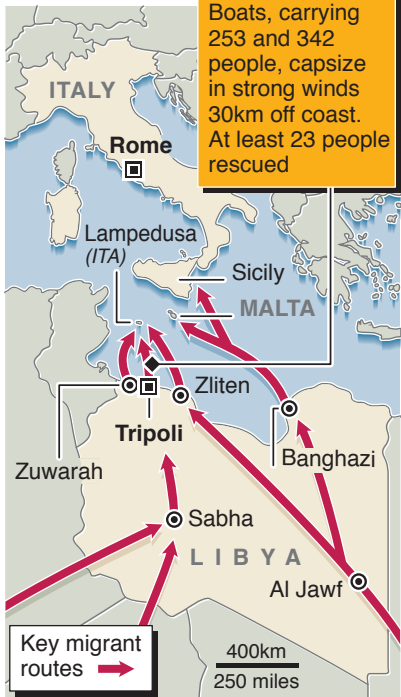 Boats, carrying
253 and 342
people, capsize
in strong winds
30km off coast.
At least 23 people
rescued
ITALY
Rome
Lampedusa
(ITA)
Sicily
MALTA
Zliten
Tripoli
Banghazi
Zuwarah
Sabha
LIBYA
Al Jawf
Key migrant
routes
400km
250 miles